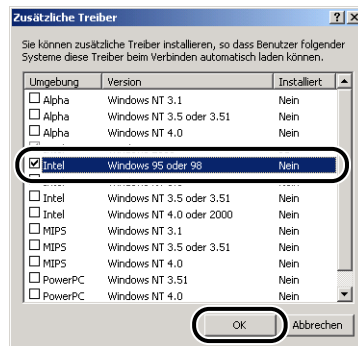 Zusätzliche Treiber
Sie können zusätzliche Treiber installieren, so dass Benutzer folgender
Systeme diese Treiber beim Verbinden automatisch laden können.
Umgebung Version Installiert
Alpha Windows NT 3.1 Nein
Alpha Windows NT 3.5 oder 3.51 Nein
Alpha Windows NT 4.0 Nein
Intel Windows 95 oder 98 Nein
Intel Windows NT 3.5 oder 3.51 Nein
Intel Windows NT 4.0 oder 2000 Nein
MIPS Windows NT 3.1 Nein
MIPS Windows NT 3.5 oder 3.51 Nein
MIPS Windows NT 4.0 Nein
PowerPC Windows NT 3.51 Nein
PowerPC Windows NT 4.0 Nein
OK Abbrechen